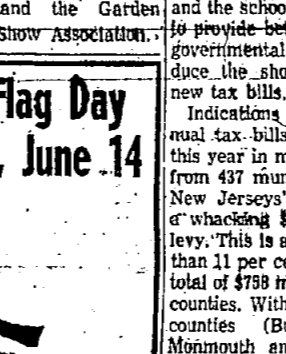 and the Garden
Show Association.
Flag Day
, June 14
and the schoo
to provide be
governmental
duce the sho
new tax bills.
Indications
nual tax bills
this year in m
from 437 mun
New Jerseys'
a whacking $
levy. This is a
than 11 per ce
total of $758 m
counties. With
counties (Bu
Monmouth an